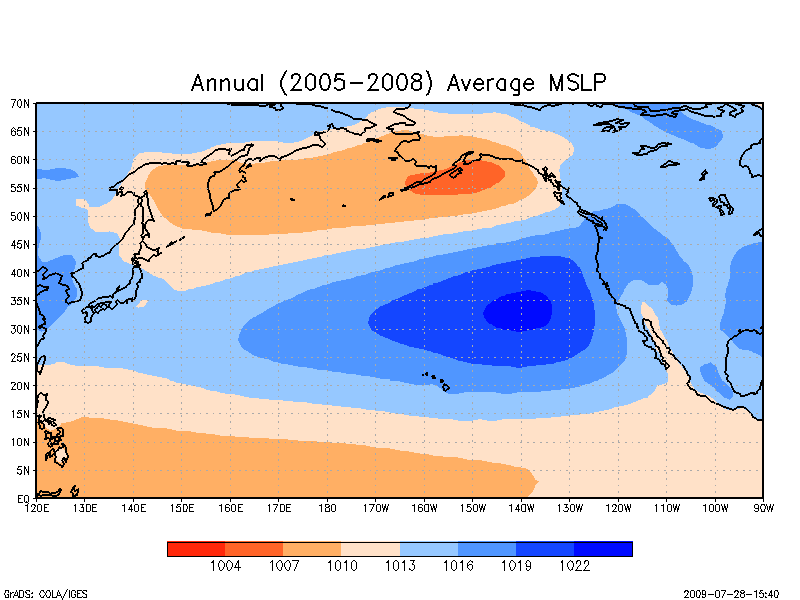 Annual (2005-2008) Average MSLP
70N
65N
60N
55N
50N
45N
40N
35N
30N
25N
20N
15N
10N
5N
EQ
120E 130E 140E 150E 160E 170E 180 170W 160W 150W 140W 130W 120W 110W 100W 90W
1004 1007 1010 1013 1016 1019 1022
GrADS: COLA/IGES
2009-07-28-15:40